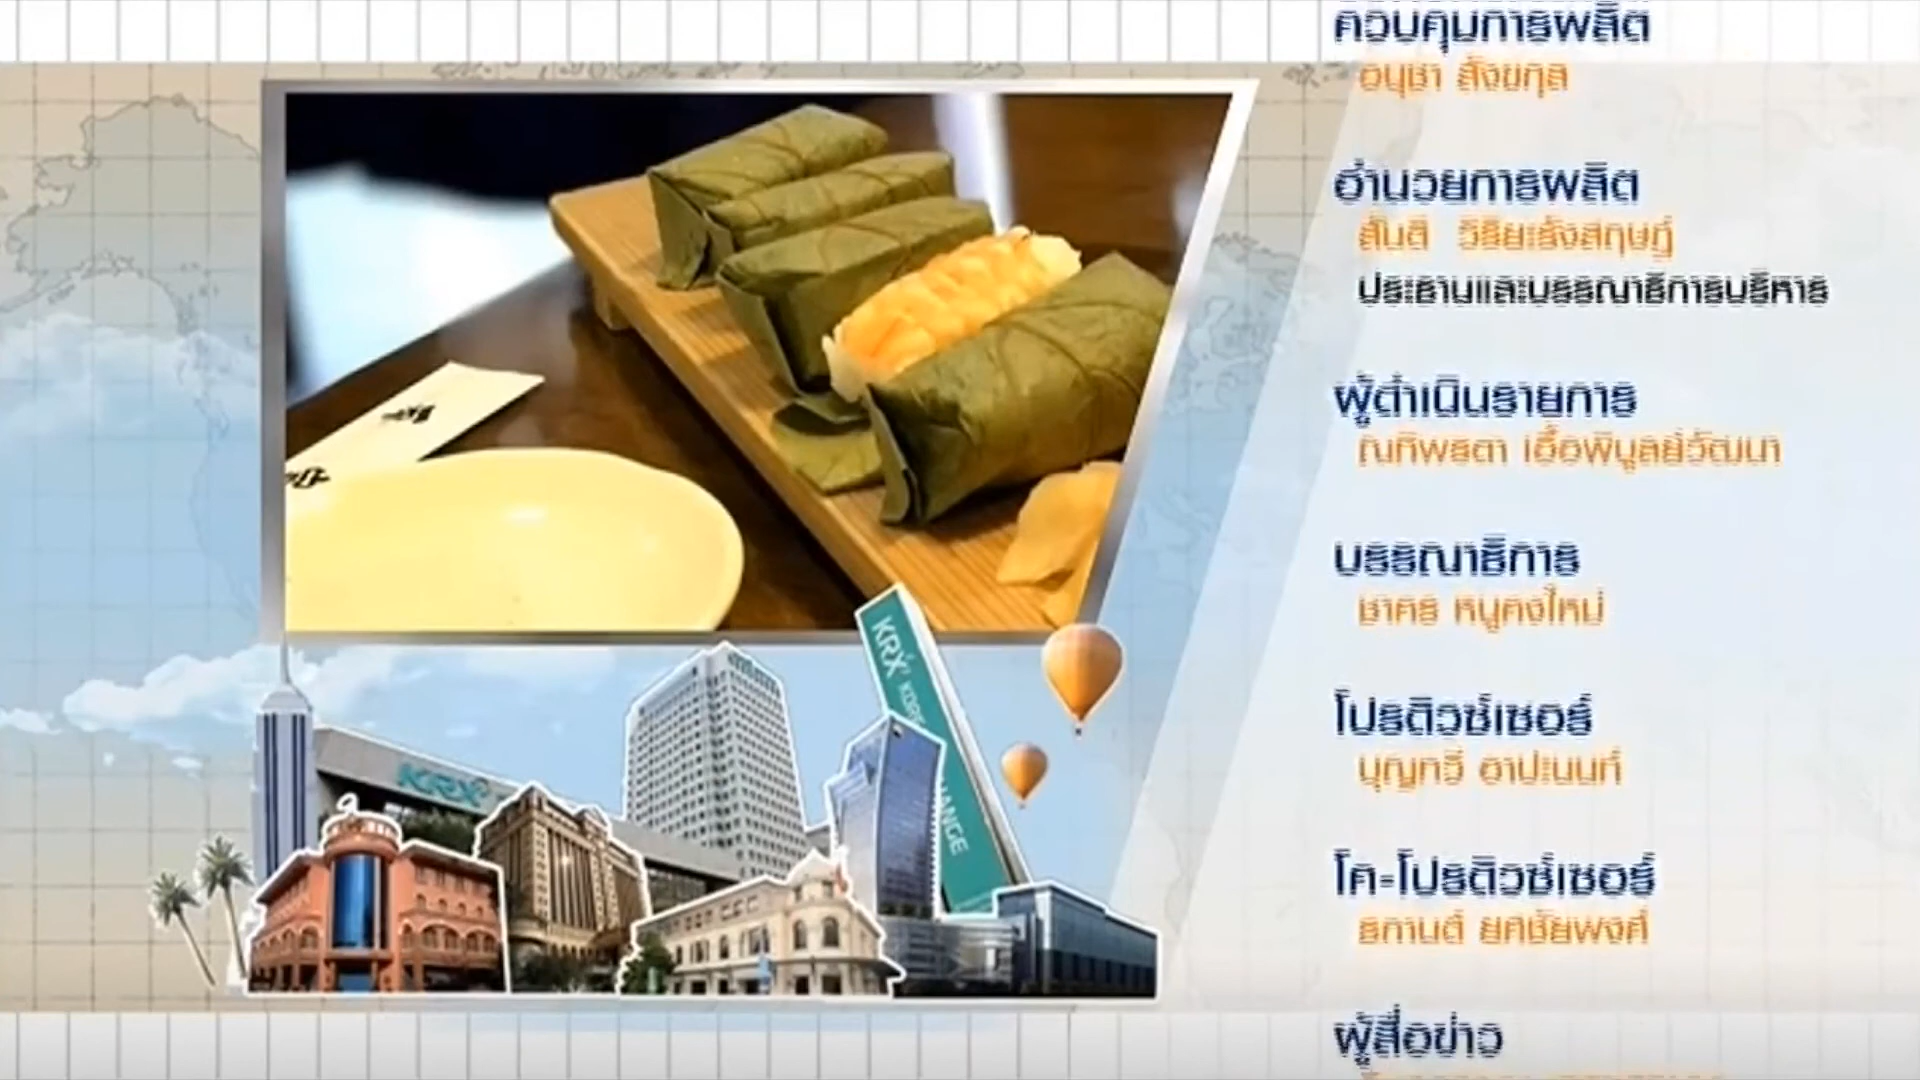 ควบคุมการผลิต
อนุชา สังขกุล
อำนวยการผลิต
สันติ วิริยะรังสฤษฎ์
ประธานและบรรณาธิการบริหาร
ผู้ดำเนินรายการ
ณทิพรดา เอื้อพิบูลย์วัฒนา
บรรณาธิการ
ชาคร หนูคงใหม่
โปรดิวซ์เซอร์
บุญทวี อาปะนนท์
โค-โปรดิวซ์เซอร์
ธกานต์ ยศชัยพงศ์
ผู้สื่อข่าว
KRX
KRX